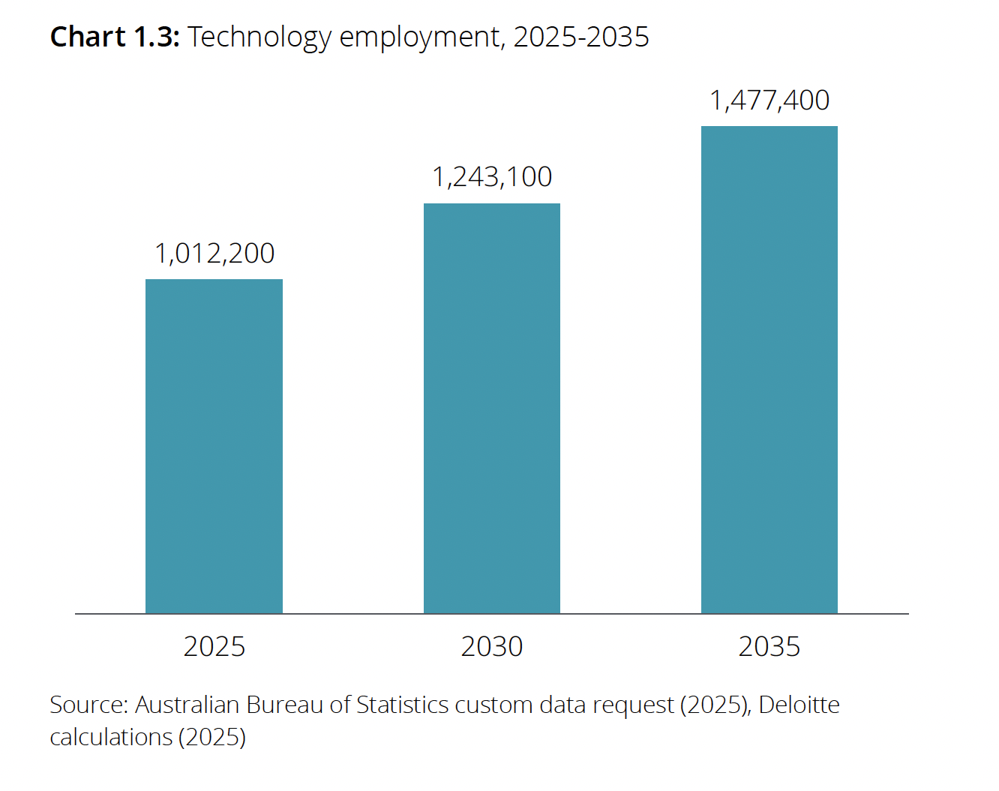 Chart 1.3: Technology employment, 2025-2035
1,477,400
1,243,100
1,012,200
2025
2030
2035
Source: Australian Bureau of Statistics custom data request (2025), Deloitte
calculations (2025)